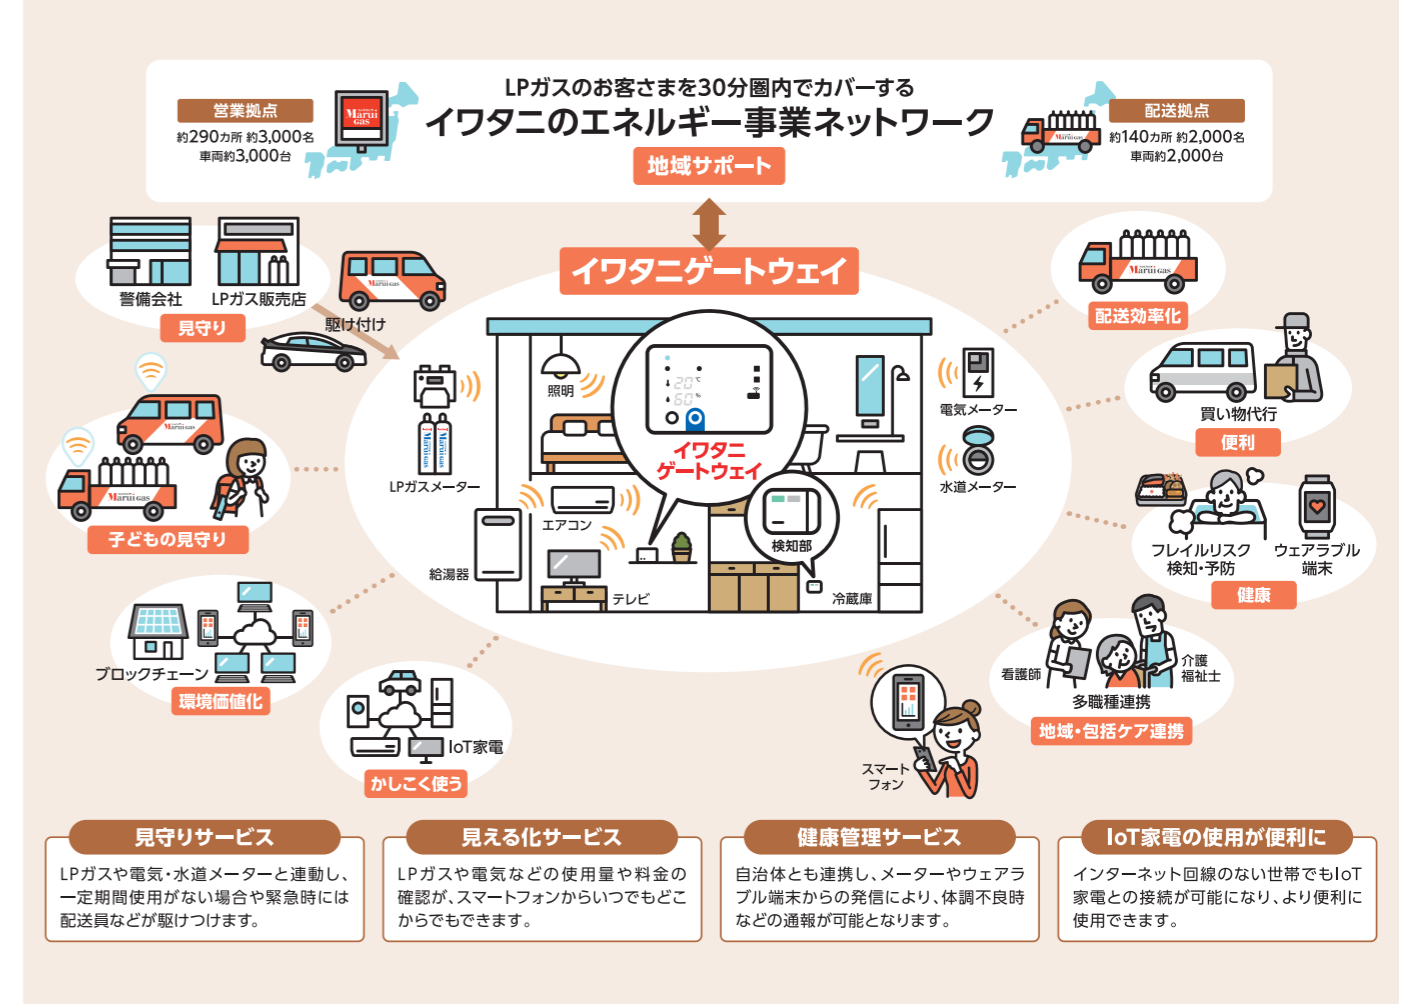 LPガスのお客さまを30分圏内でカバーする
イワタニのエネルギー事業ネットワーク
地域サポート
営業拠点
約290カ所 約3,000名
車両約3,000台
Marui
gas
配送拠点
約140カ所 約2,000名
車両約2,000台
Marui gas
イワタニゲートウェイ
警備会社
LPガス販売店
見守り
Marui gas
駆け付け
Marui gas
Marui gas
子どもの見守り
ブロックチェーン
環境価値化
IoT家電
かしこく使う
Marui gas
Marui gas
LPガスメーター
照明
エアコン
給湯器
テレビ
20℃
60%
イワタニ
ゲートウェイ
検知部
冷蔵庫
電気メーター
水道メーター
Marui gas
配送効率化
買い物代行
便利
フレイルリスク
検知・予防
ウェアラブル
端末
健康
看護師
介護
福祉士
多職種連携
地域・包括ケア連携
スマート
フォン
見守りサービス
LPガスや電気・水道メーターと連動し、
一定期間使用がない場合や緊急時には
配送員などが駆けつけます。
見える化サービス
LPガスや電気などの使用量や料金の
確認が、スマートフォンからいつでもどこ
からでもできます。
健康管理サービス
自治体とも連携し、メーターやウェアラ
ブル端末からの発信により、体調不良時
などの通報が可能となります。
IoT家電の使用が便利に
インターネット回線のない世帯でもIoT
家電との接続が可能になり、より便利に
使用できます。